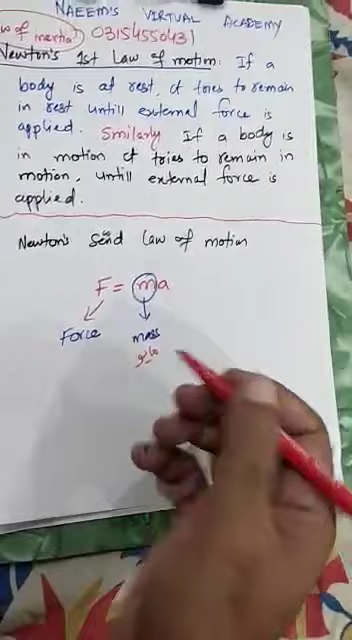 NAEEM'S VIRTUAL ACADEMY
w of inertia) 03154550431
Newton's 1st Law of motion: If a
body is at rest, it tries to remain
in rest untill external force is
applied. Smilarly If a body is
in motion it tries to remain in
motion, untill external force is
applied.
Newton's Law of motion
F = ma
Force mass